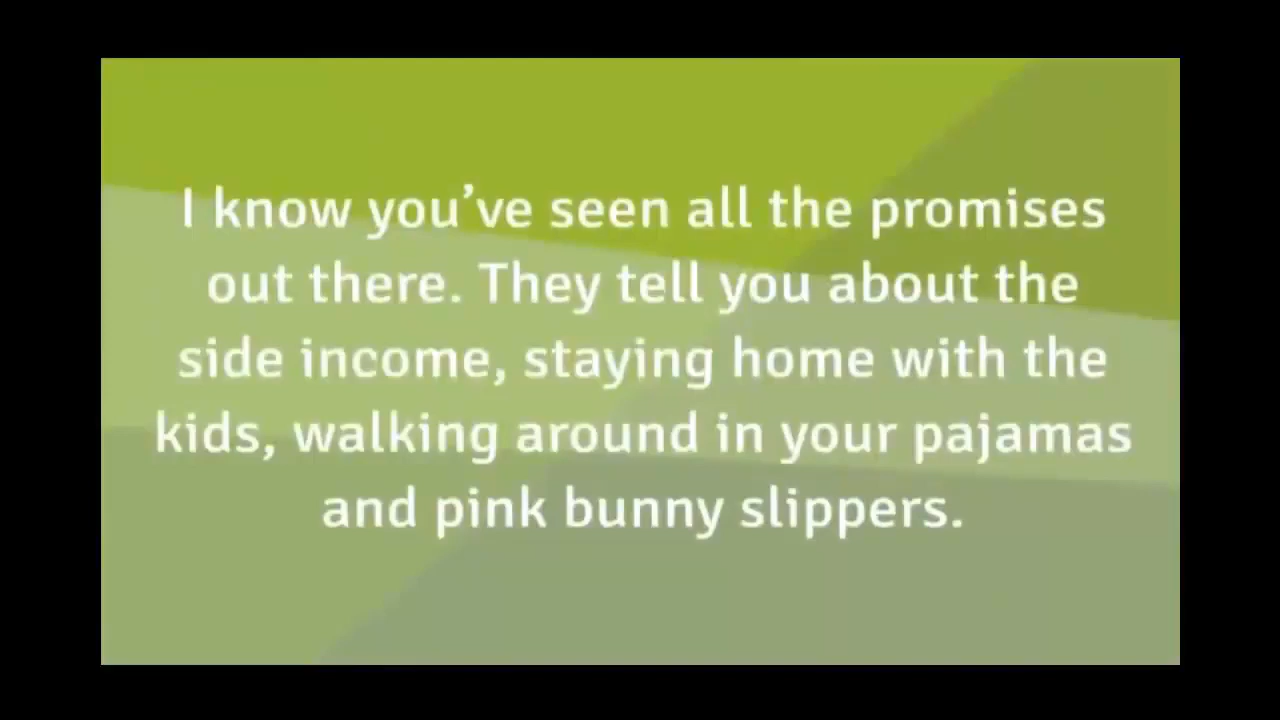 I know you’ve seen all the promises
out there. They tell you about the
side income, staying home with the
kids, walking around in your pajamas
and pink bunny slippers.